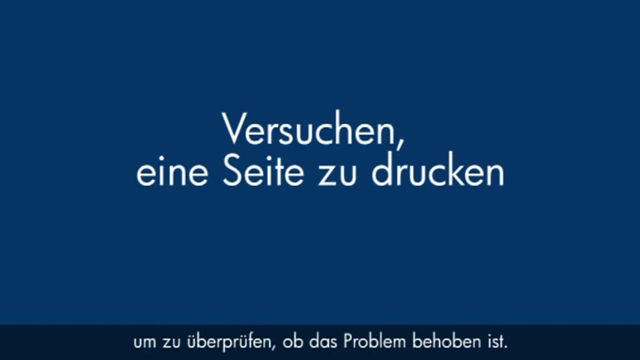 Versuchen,
eine Seite zu drucken
um zu überprüfen, ob das Problem behoben ist.